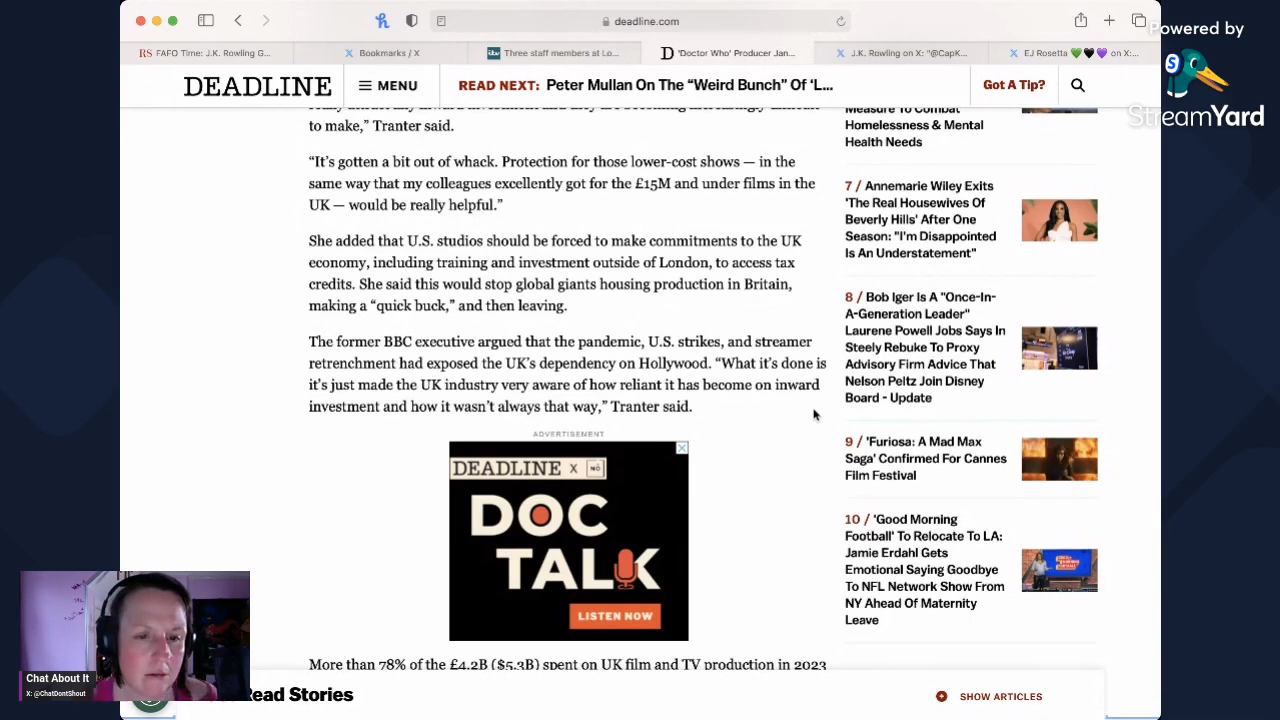 deadline.com
Powered by
StreamYard
RS FAFO Time: J.K. Rowling G...
Bookmarks / X
itv Three staff members at Lo...
D 'Doctor Who' Producer Jan...
J.K. Rowling on X: "@CapK...
EJ Rosetta 💚🖤💜 on X:...
DEADLINE
MENU
READ NEXT: Peter Mullan On The “Weird Bunch” Of ‘L...
Got A Tip?
to make,” Tranter said.
“It’s gotten a bit out of whack. Protection for those lower-cost shows — in the
same way that my colleagues excellently got for the £15M and under films in the
UK — would be really helpful.”
She added that U.S. studios should be forced to make commitments to the UK
economy, including training and investment outside of London, to access tax
credits. She said this would stop global giants housing production in Britain,
making a “quick buck,” and then leaving.
The former BBC executive argued that the pandemic, U.S. strikes, and streamer
retrenchment had exposed the UK’s dependency on Hollywood. “What it’s done is
it’s just made the UK industry very aware of how reliant it has become on inward
investment and how it wasn’t always that way,” Tranter said.
ADVERTISEMENT
DEADLINE X NŌ
DOC
TALK
LISTEN NOW
More than 78% of the £4.2B ($5.3B) spent on UK film and TV production in 2023
Measure To Combat
Homelessness & Mental
Health Needs
7 / Annemarie Wiley Exits
'The Real Housewives Of
Beverly Hills' After One
Season: "I'm Disappointed
Is An Understatement"
8 / Bob Iger Is A "Once-In-
A-Generation Leader"
Laurene Powell Jobs Says In
Steely Rebuke To Proxy
Advisory Firm Advice That
Nelson Peltz Join Disney
Board - Update
9 / 'Furiosa: A Mad Max
Saga' Confirmed For Cannes
Film Festival
10 / 'Good Morning
Football' To Relocate To LA:
Jamie Erdahl Gets
Emotional Saying Goodbye
To NFL Network Show From
NY Ahead Of Maternity
Leave
Read Stories
SHOW ARTICLES
Chat About It
X: @ChatDontShout